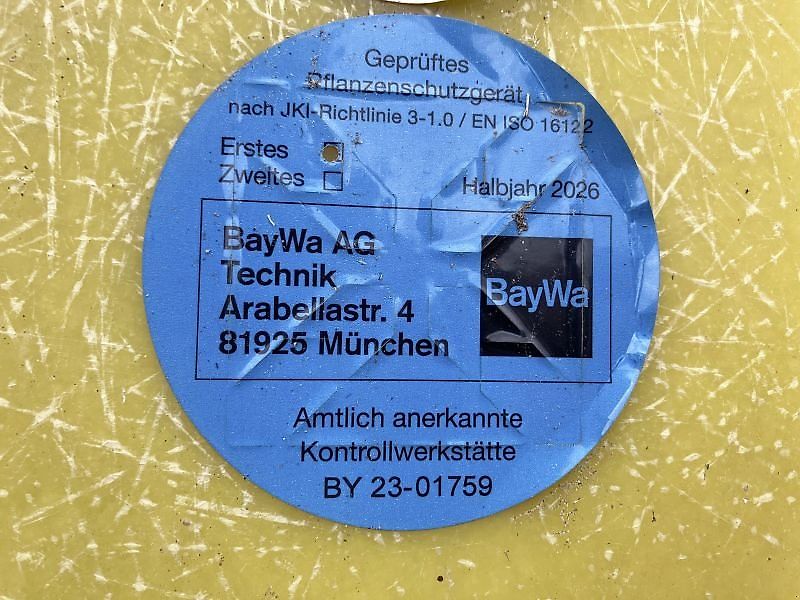 Geprüftes
Pflanzenschutzgerät
nach JKI-Richtlinie 3-1.0 / EN ISO 16122
Erstes
Zweites Halbjahr 2026
BayWa AG
Technik
Arabellastr. 4
81925 München
BayWa
Amtlich anerkannte
Kontrollwerkstätte
BY 23-01759